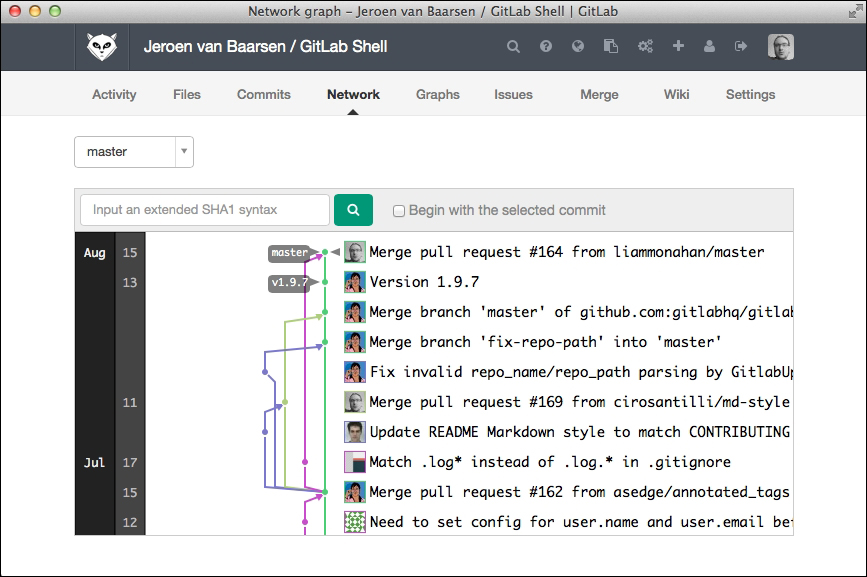 Network graph – Jeroen van Baarsen / GitLab Shell | GitLab
Jeroen van Baarsen / GitLab Shell
Activity Files Commits Network Graphs Issues Merge Wiki Settings
master
Input an extended SHA1 syntax Begin with the selected commit
Aug 15 master Merge pull request #164 from liammonahan/master
13 v1.9.7 Version 1.9.7
Merge branch 'master' of github.com:gitlabhq/gitlab
Merge branch 'fix-repo-path' into 'master'
Fix invalid repo_name/repo_path parsing by GitlabUp
11 Merge pull request #169 from cirosantilli/md-style
Update README Markdown style to match CONTRIBUTING
Jul 17 Match .log* instead of .log.* in .gitignore
15 Merge pull request #162 from asedge/annotated_tags
12 Need to set config for user.name and user.email bef